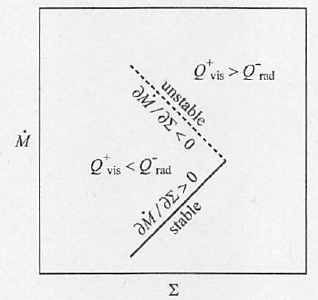 Q⁺vis > Q⁻rad
unstable
∂Ṁ/∂Σ < 0
Ṁ
Q⁺vis < Q⁻rad
∂Ṁ/∂Σ > 0
stable
Σ